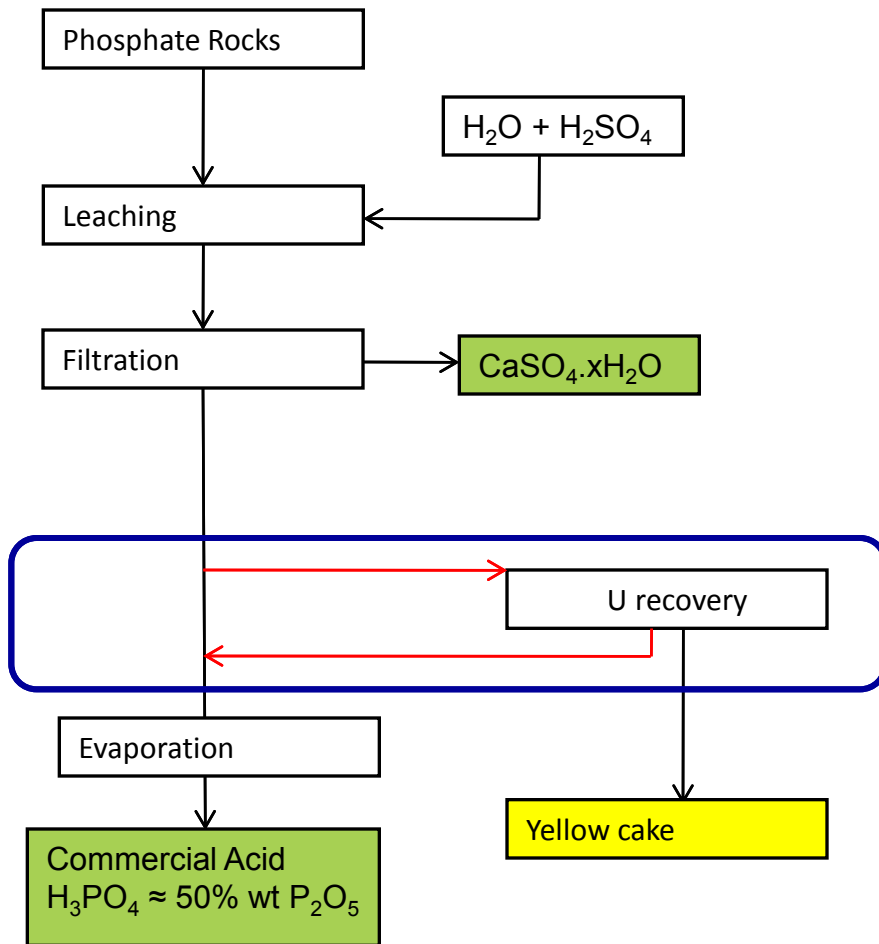 Phosphate Rocks
H₂O + H₂SO₄
Leaching
Filtration
CaSO₄.xH₂O
U recovery
Evaporation
Yellow cake
Commercial Acid
H₃PO₄ ≈ 50% wt P₂O₅